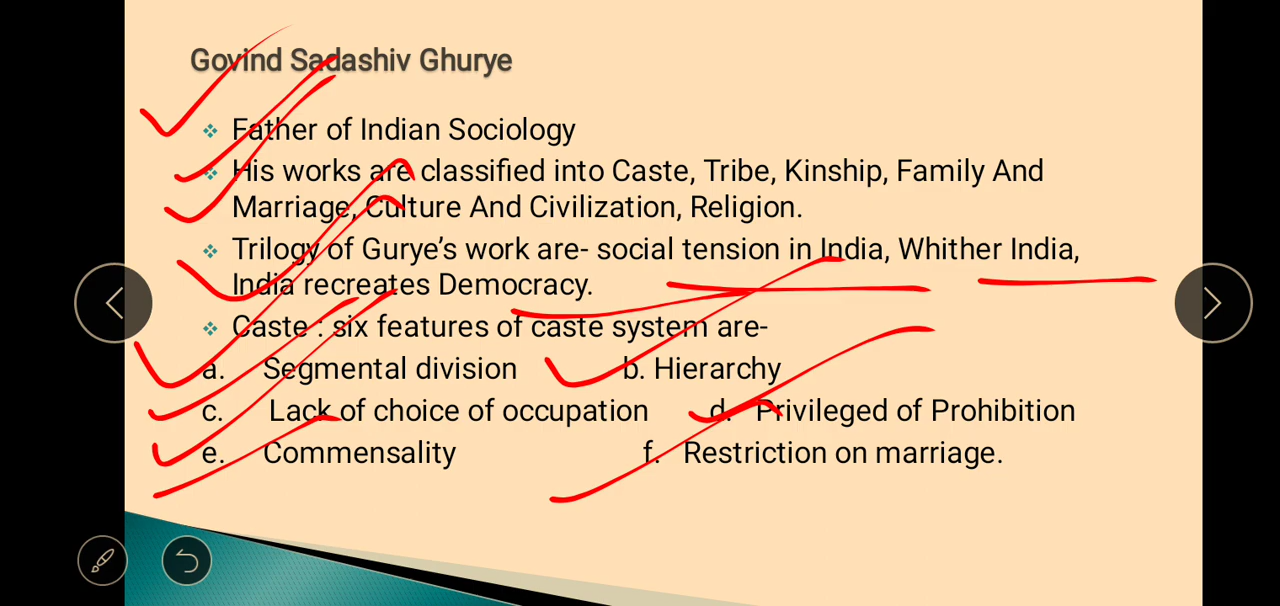 Govind Sadashiv Ghurye
Father of Indian Sociology
His works are classified into Caste, Tribe, Kinship, Family And
Marriage, Culture And Civilization, Religion.
Trilogy of Gurye’s work are- social tension in India, Whither India,
India recreates Democracy.
Caste : six features of caste system are-
a. Segmental division b. Hierarchy
c. Lack of choice of occupation d. Privileged of Prohibition
e. Commensality f. Restriction on marriage.